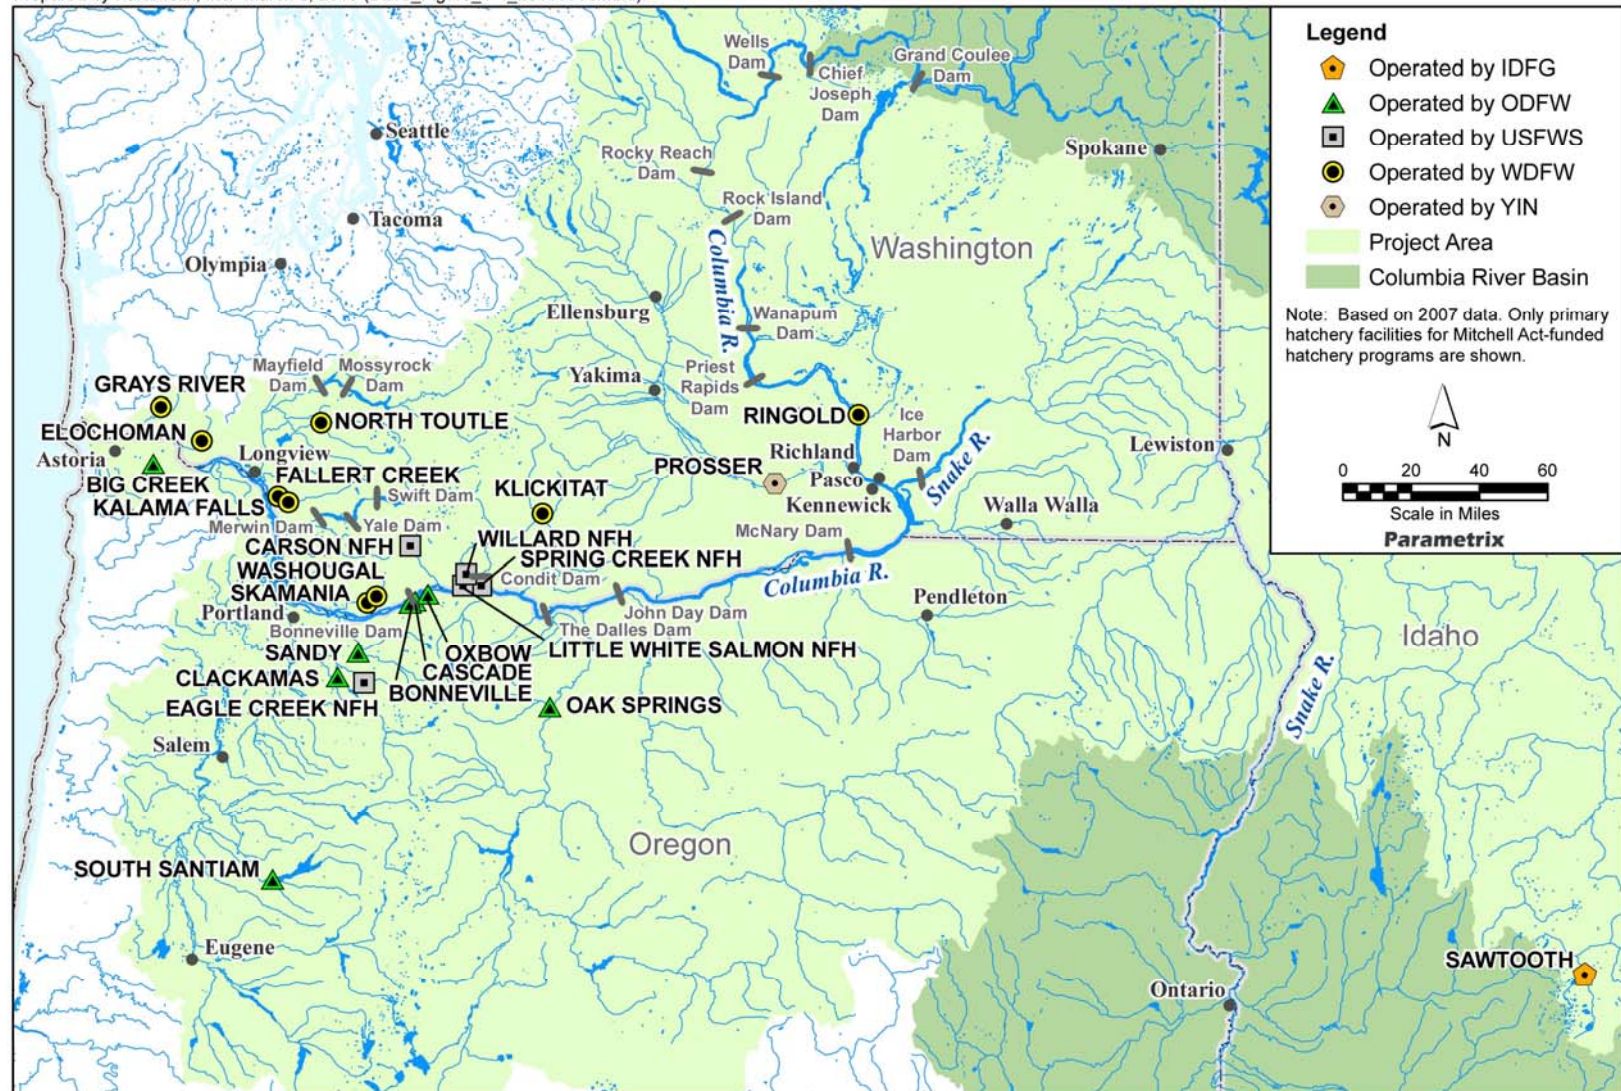 Legend
Operated by IDFG
Operated by ODFW
Operated by USFWS
Operated by WDFW
Operated by YIN
Project Area
Columbia River Basin
Note: Based on 2007 data. Only primary
hatchery facilities for Mitchell Act-funded
hatchery programs are shown.
N
0 20 40 60
Scale in Miles
Parametrix
Wells
Dam
Chief
Joseph
Dam
Grand Coulee
Dam
Seattle
Spokane
Rocky Reach
Dam
Rock Island
Dam
Tacoma
Olympia
Columbia R.
Washington
Ellensburg
Wanapum
Dam
Mayfield
Dam
Mossyrock
Dam
Yakima
Priest
Rapids
Dam
GRAYS RIVER
NORTH TOUTLE
RINGOLD
Ice
Harbor
Dam
ELOCHOMAN
Astoria
Longview
Richland
Lewiston
BIG CREEK
FALLERT CREEK
PROSSER
Pasco
Snake R.
KALAMA FALLS
Swift Dam
KLICKITAT
Kennewick
Walla Walla
Merwin Dam
Yale Dam
McNary Dam
CARSON NFH
WILLARD NFH
SPRING CREEK NFH
WASHOUGAL
Condit Dam
Columbia R.
SKAMANIA
Portland
John Day Dam
Pendleton
Bonneville Dam
The Dalles Dam
Idaho
SANDY
OXBOW
LITTLE WHITE SALMON NFH
CLACKAMAS
CASCADE
BONNEVILLE
EAGLE CREEK NFH
OAK SPRINGS
Snake R.
Salem
Oregon
SOUTH SANTIAM
Eugene
SAWTOOTH
Ontario